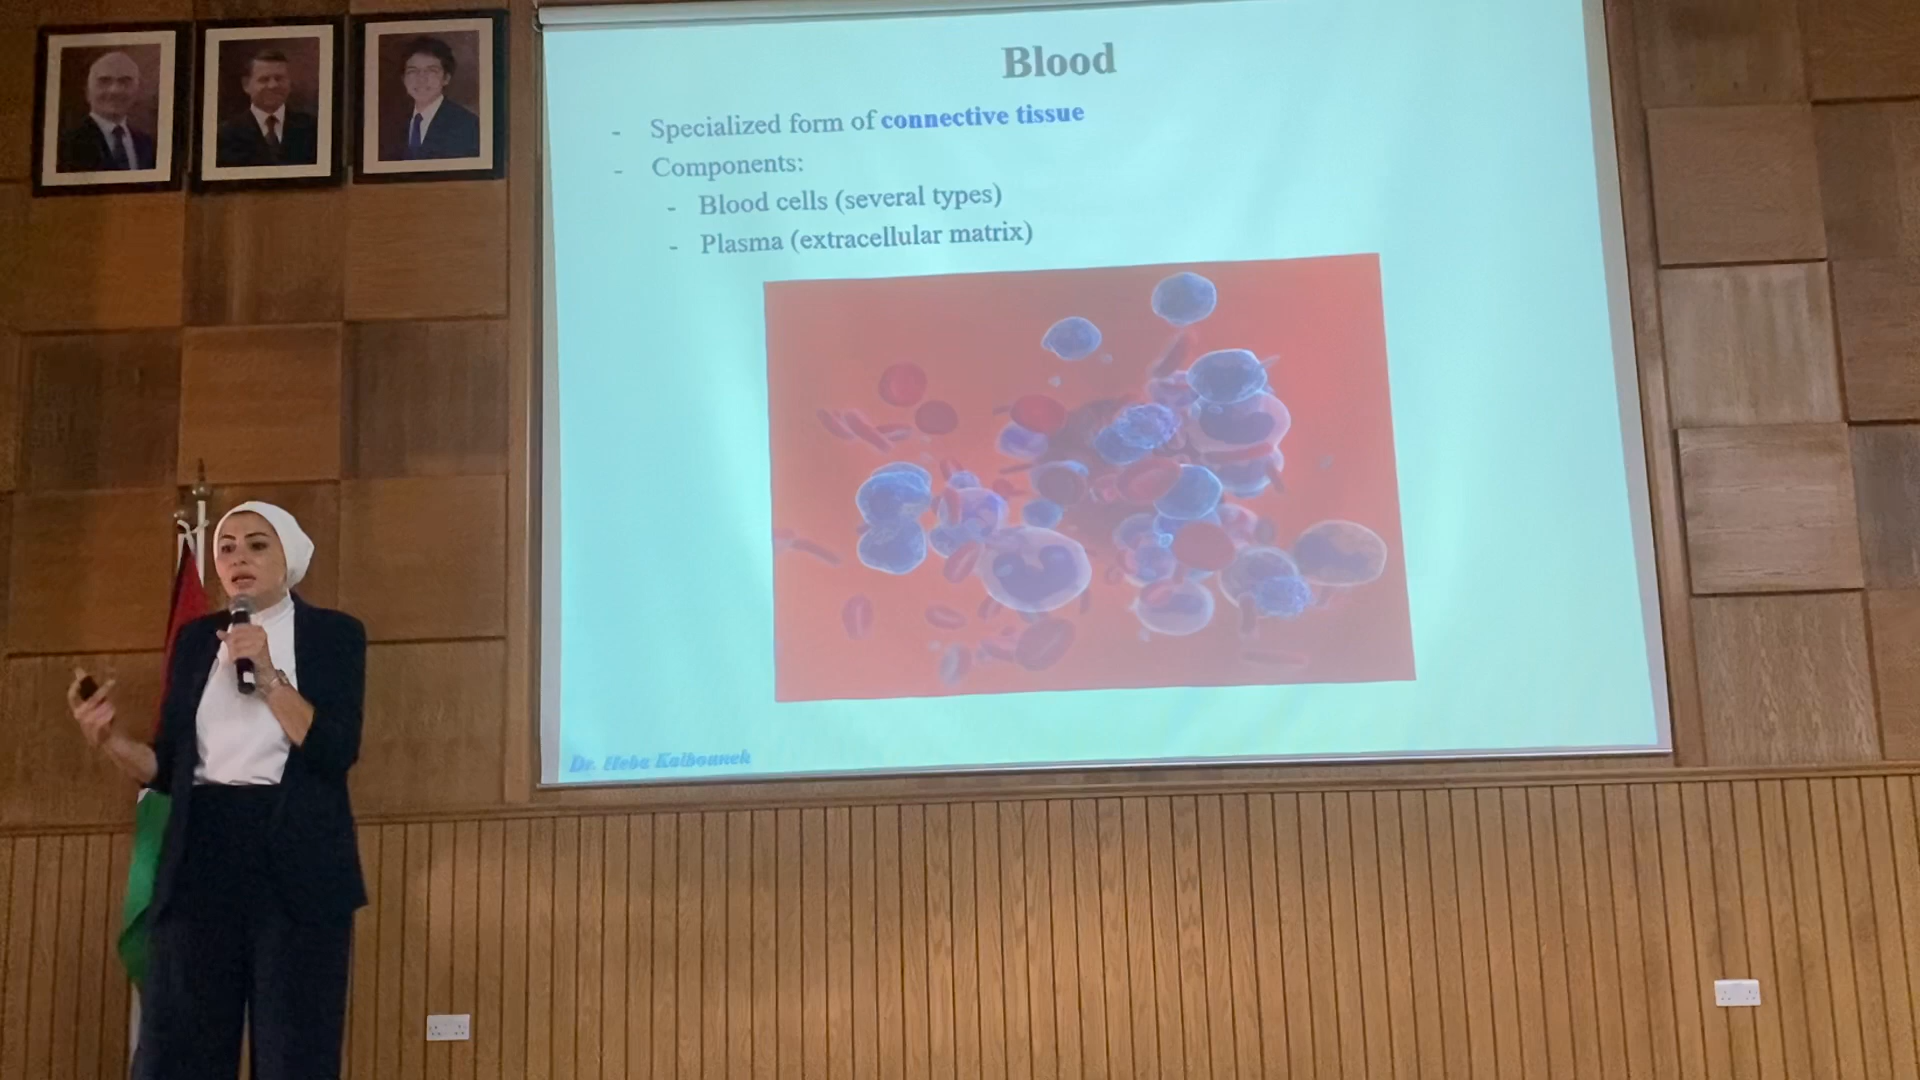 Blood
- Specialized form of connective tissue
- Components:
- Blood cells (several types)
- Plasma (extracellular matrix)
Dr. Heba Kalbouneh